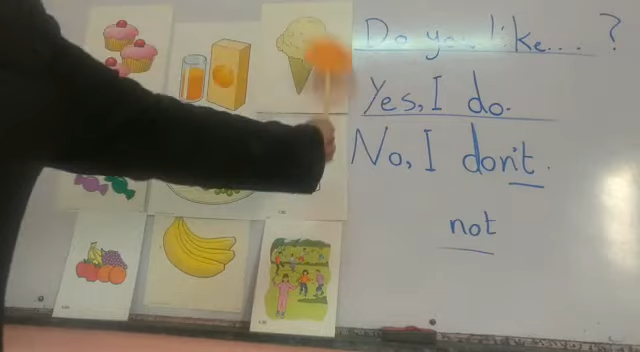 Do you like... ?
Yes, I do.
No, I don't.
not